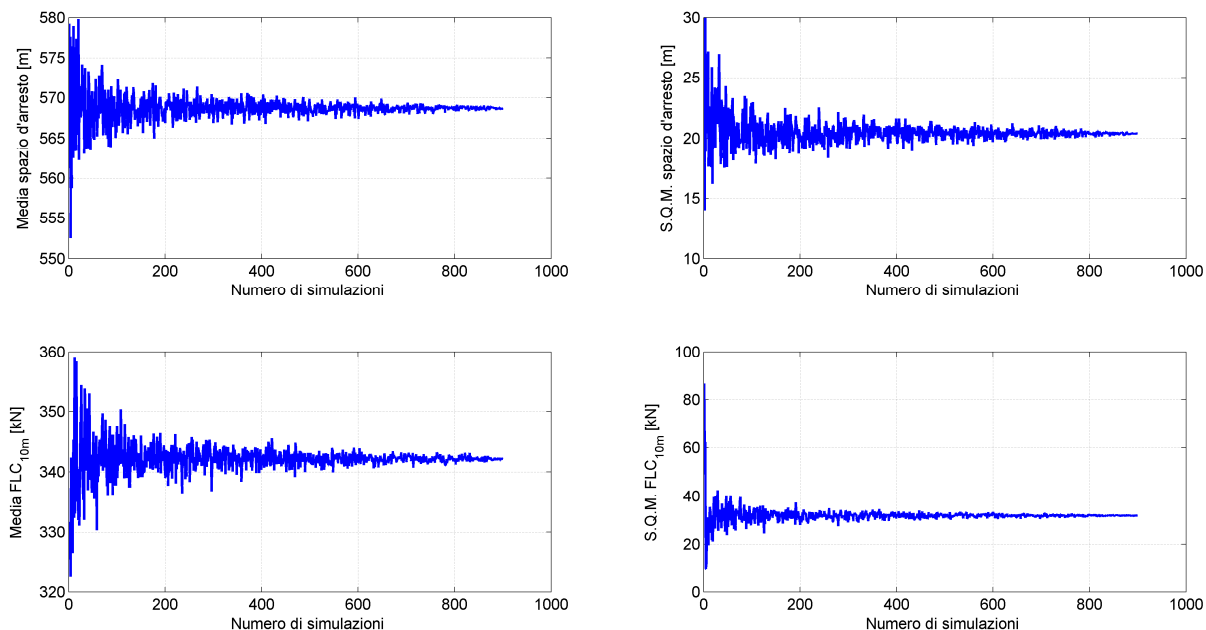 Media spazio d'arresto [m]
580
575
570
565
560
555
550
0 200 400 600 800 1000
Numero di simulazioni
S.Q.M. spazio d'arresto [m]
30
25
20
15
10
0 200 400 600 800 1000
Numero di simulazioni
Media FLC10m [kN]
360
350
340
330
320
0 200 400 600 800 1000
Numero di simulazioni
S.Q.M. FLC10m [kN]
100
80
60
40
20
0
0 200 400 600 800 1000
Numero di simulazioni